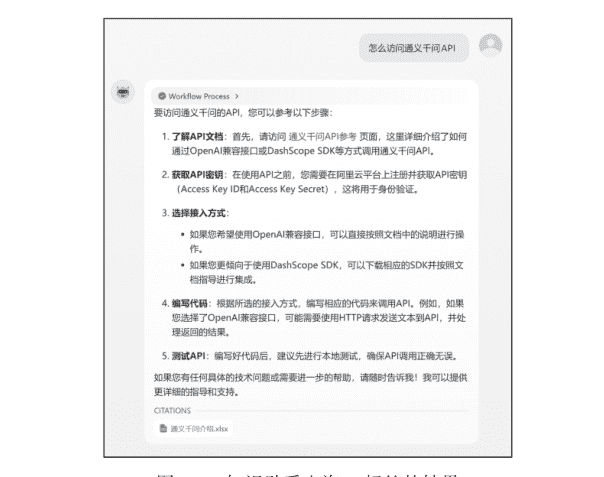 怎么访问通义千问API
Workflow Process >
要访问通义千问的API，您可以参考以下步骤：
1. 了解API文档：首先，请访问 通义千问API参考 页面，这里详细介绍了如何
通过OpenAI兼容接口或DashScope SDK等方式调用通义千问API。
2. 获取API密钥：在使用API之前，您需要在阿里云平台上注册并获取API密钥
（Access Key ID和Access Key Secret），这将用于身份验证。
3. 选择接入方式：
• 如果您希望使用OpenAI兼容接口，可以直接按照文档中的说明进行操
作。
• 如果您更倾向于使用DashScope SDK，可以下载相应的SDK并按照文
档指导进行集成。
4. 编写代码：根据所选的接入方式，编写相应的代码来调用API。例如，如果
您选择了OpenAI兼容接口，可能需要使用HTTP请求发送文本到API，并处
理返回的结果。
5. 测试API：编写好代码后，建议先进行本地测试，确保API调用正确无误。
如果您有任何具体的技术问题或需要进一步的帮助，请随时告诉我！我可以提供
更详细的指导和支持。
CITATIONS
通义千问介绍.xlsx